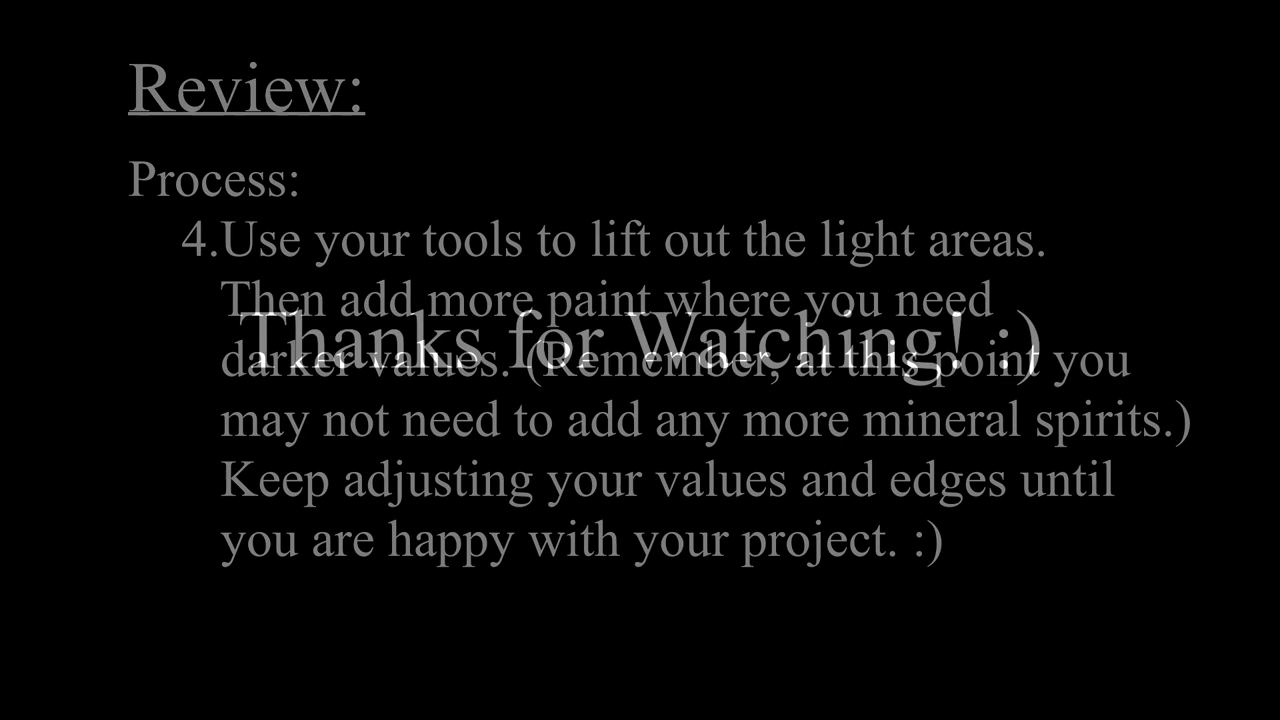 Review:
Process:
4.Use your tools to lift out the light areas.
Then add more paint where you need
Thanks for Watching! :)
darker values. (Remember, at this point you
may not need to add any more mineral spirits.)
Keep adjusting your values and edges until
you are happy with your project. :)